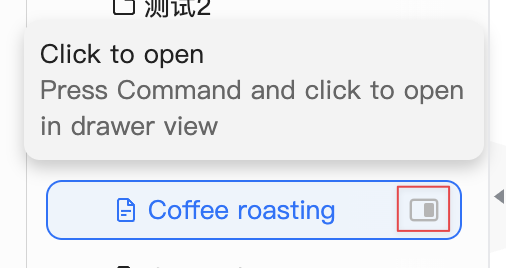 测试2
Click to open
Press Command and click to open
in drawer view
Coffee roasting